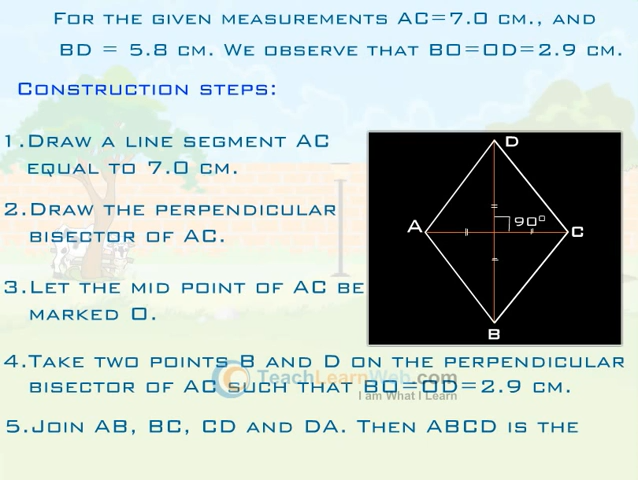 FOR THE GIVEN MEASUREMENTS AC=7.0 CM., AND
BD = 5.8 CM. WE OBSERVE THAT BO=OD=2.9 CM.
CONSTRUCTION STEPS:
1.DRAW A LINE SEGMENT AC
EQUAL TO 7.0 CM.
2.DRAW THE PERPENDICULAR
BISECTOR OF AC.
3.LET THE MID POINT OF AC BE
MARKED O.
D
90°
A
C
B
4.TAKE TWO POINTS B AND D ON THE PERPENDICULAR
BISECTOR OF AC SUCH THAT BO=OD=2.9 CM.
TeachLearnWeb.com
I am What I Learn
5.JOIN AB, BC, CD AND DA. THEN ABCD IS THE